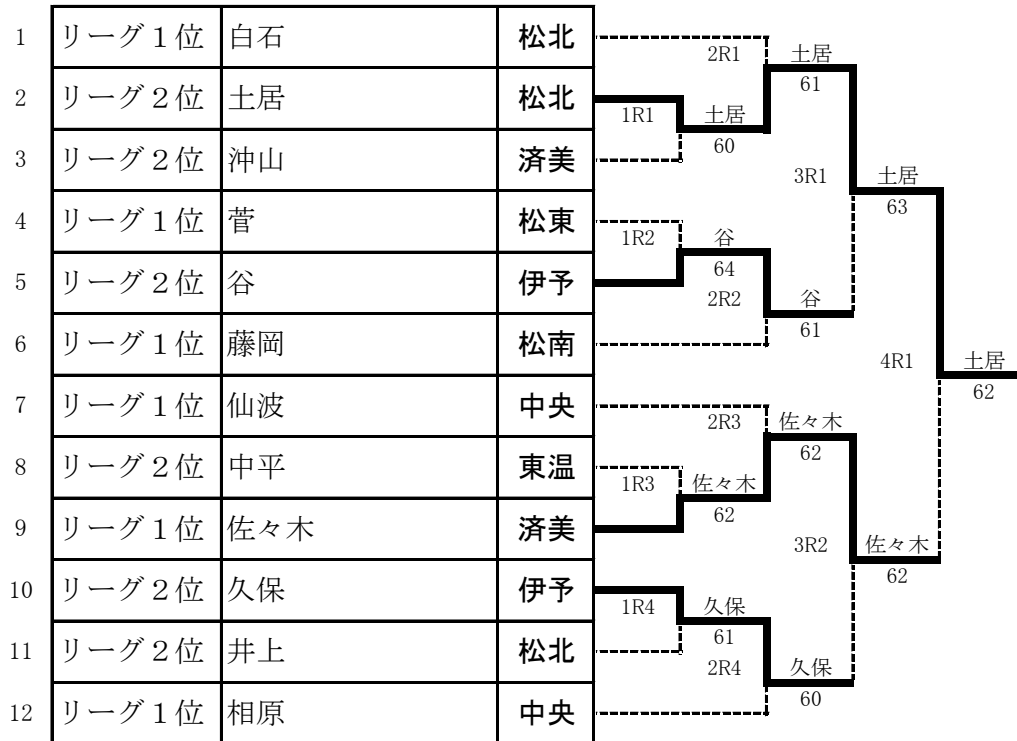 1 リーグ１位 白石 松北
2 リーグ２位 土居 松北
3 リーグ２位 沖山 済美
4 リーグ１位 菅 松東
5 リーグ２位 谷 伊予
6 リーグ１位 藤岡 松南
7 リーグ１位 仙波 中央
8 リーグ２位 中平 東温
9 リーグ１位 佐々木 済美
10 リーグ２位 久保 伊予
11 リーグ２位 井上 松北
12 リーグ１位 相原 中央
1R1
土居
60
1R2
谷
64
1R3
佐々木
62
1R4
久保
61
2R1
土居
61
2R2
谷
61
2R3
佐々木
62
2R4
久保
60
3R1
土居
63
3R2
佐々木
62
4R1
土居
62